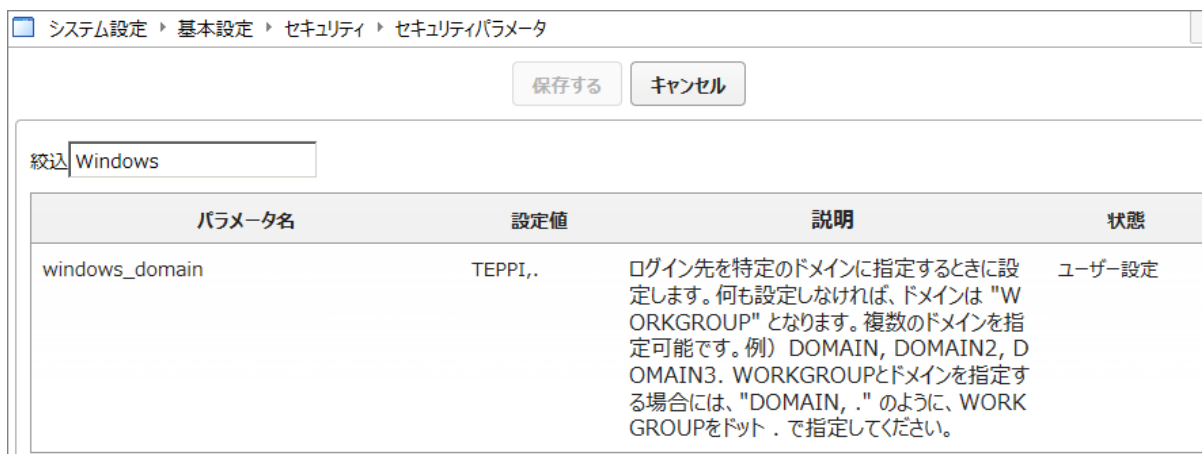 システム設定 ▸ 基本設定 ▸ セキュリティ ▸ セキュリティパラメータ
保存する キャンセル
絞込 Windows
パラメータ名 設定値 説明 状態
windows_domain TEPPI,. ログイン先を特定のドメインに指定するときに設 ユーザー設定
定します。何も設定しなければ、ドメインは "W
ORKGROUP" となります。複数のドメインを指
定可能です。例）DOMAIN, DOMAIN2, D
OMAIN3. WORKGROUPとドメインを指定す
る場合には、"DOMAIN, ." のように、WORK
GROUPをドット . で指定してください。